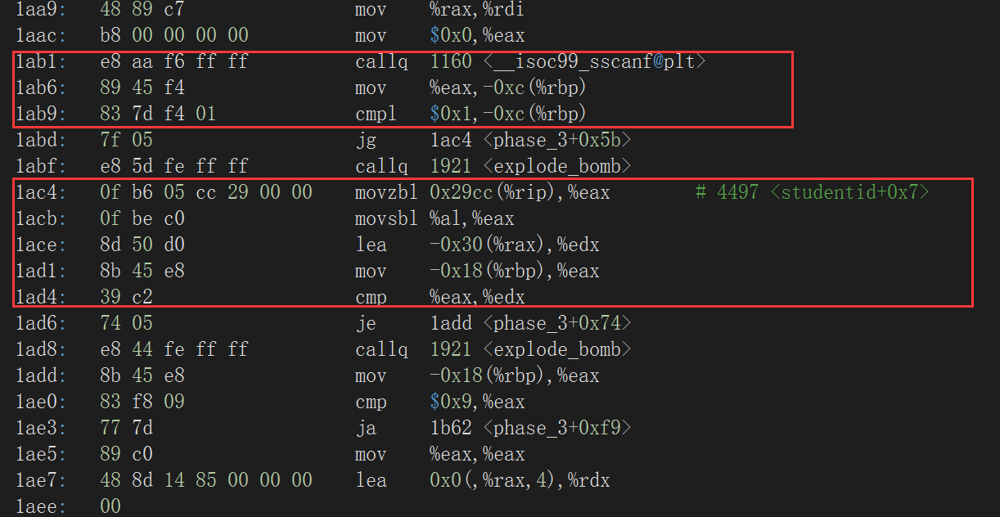 1aa9: 48 89 c7 mov %rax,%rdi
1aac: b8 00 00 00 00 mov $0x0,%eax
1ab1: e8 aa f6 ff ff callq 1160 <__isoc99_sscanf@plt>
1ab6: 89 45 f4 mov %eax,-0xc(%rbp)
1ab9: 83 7d f4 01 cmpl $0x1,-0xc(%rbp)
1abd: 7f 05 jg 1ac4 <phase_3+0x5b>
1abf: e8 5d fe ff ff callq 1921 <explode_bomb>
1ac4: 0f b6 05 cc 29 00 00 movzbl 0x29cc(%rip),%eax # 4497 <studentid+0x7>
1acb: 0f be c0 movsbl %al,%eax
1ace: 8d 50 d0 lea -0x30(%rax),%edx
1ad1: 8b 45 e8 mov -0x18(%rbp),%eax
1ad4: 39 c2 cmp %eax,%edx
1ad6: 74 05 je 1add <phase_3+0x74>
1ad8: e8 44 fe ff ff callq 1921 <explode_bomb>
1add: 8b 45 e8 mov -0x18(%rbp),%eax
1ae0: 83 f8 09 cmp $0x9,%eax
1ae3: 77 7d ja 1b62 <phase_3+0xf9>
1ae5: 89 c0 mov %eax,%eax
1ae7: 48 8d 14 85 00 00 00 lea 0x0(,%rax,4),%rdx
1aee: 00